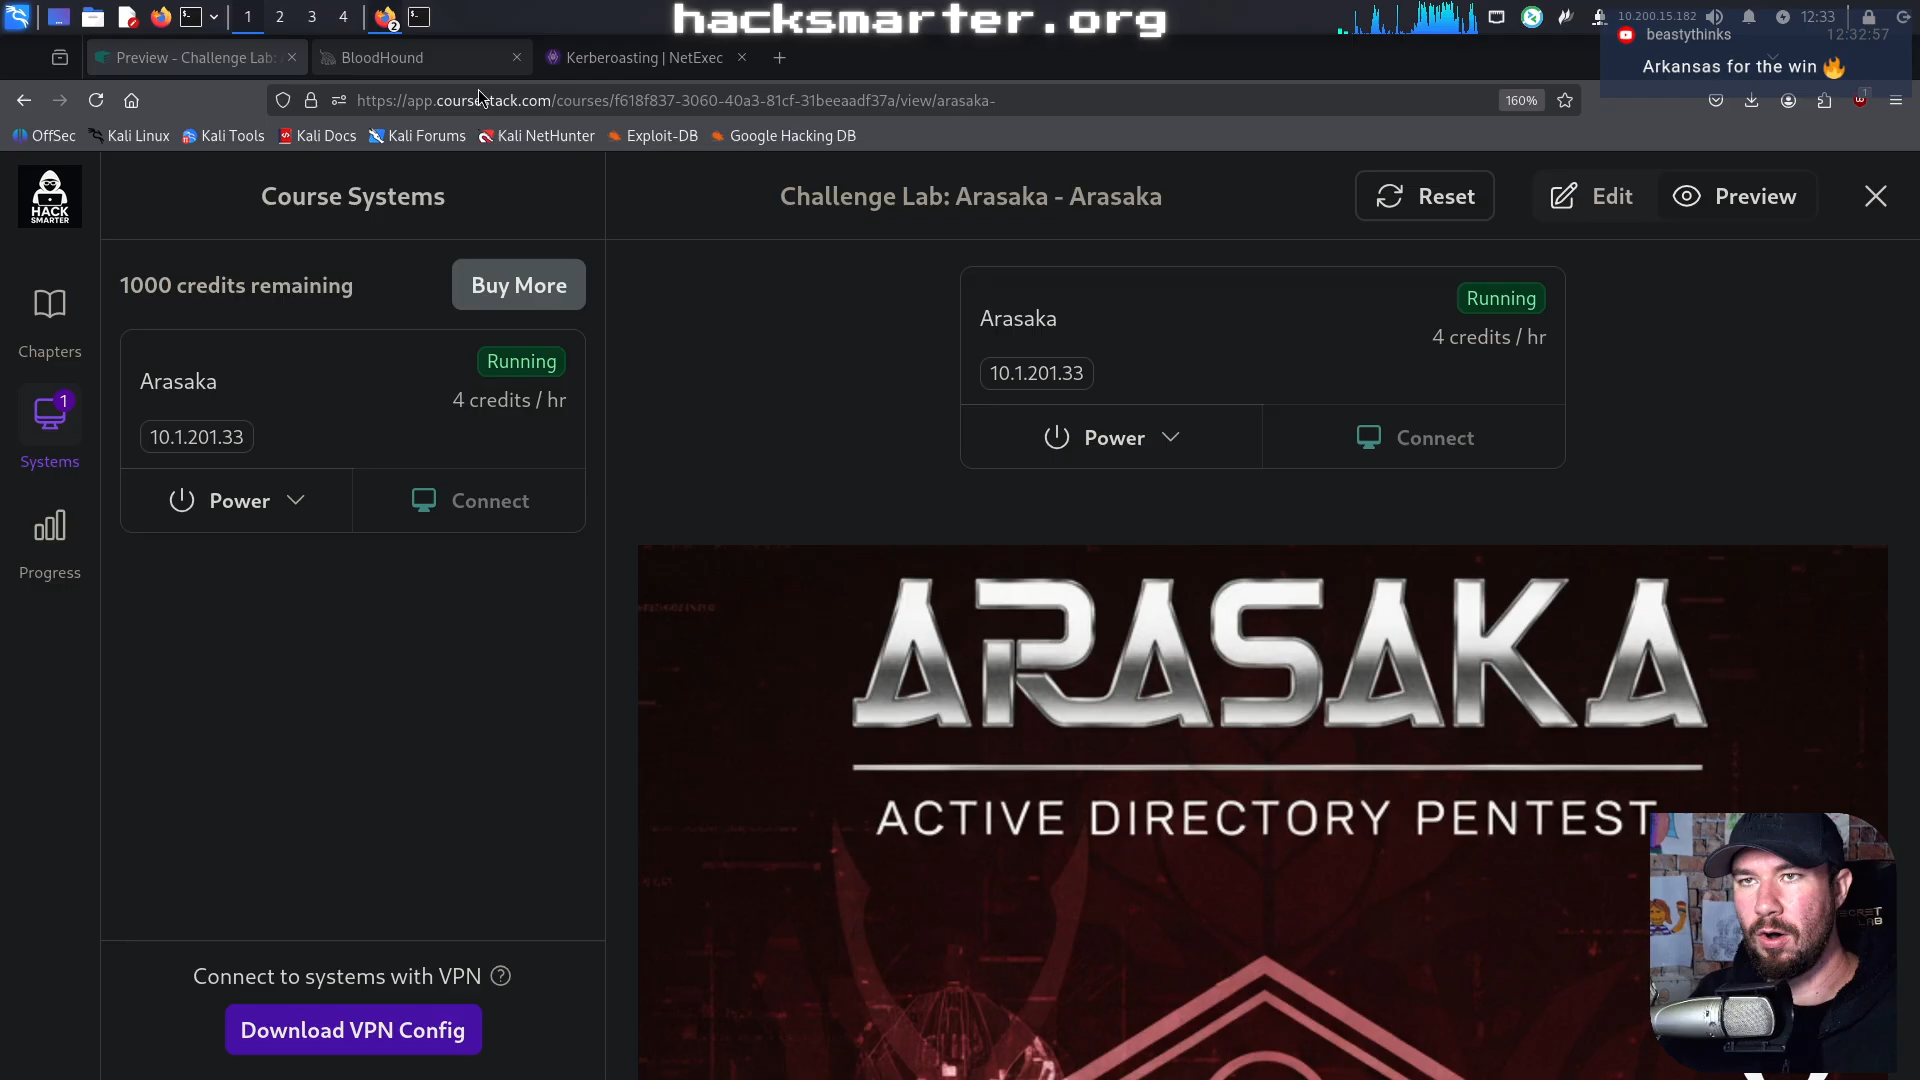 1
2
3
4
2
hacksmarter.org
10.200.15.182
12:33
beastythinks
12:32:57
Arkansas for the win 🔥
Preview - Challenge Lab:
BloodHound
Kerberoasting | NetExec
https://app.coursestack.com/courses/f618f837-3060-40a3-81cf-31beeaadf37a/view/arasaka-
160%
1
OffSec
Kali Linux
Kali Tools
Kali Docs
Kali Forums
Kali NetHunter
Exploit-DB
Google Hacking DB
HACK
SMARTER
Course Systems
Challenge Lab: Arasaka - Arasaka
Reset
Edit
Preview
1000 credits remaining
Buy More
Chapters
1
Systems
Progress
Arasaka
Running
4 credits / hr
10.1.201.33
Power
Connect
Arasaka
Running
4 credits / hr
10.1.201.33
Power
Connect
ARASAKA
ACTIVE DIRECTORY PENTEST
Connect to systems with VPN
Download VPN Config